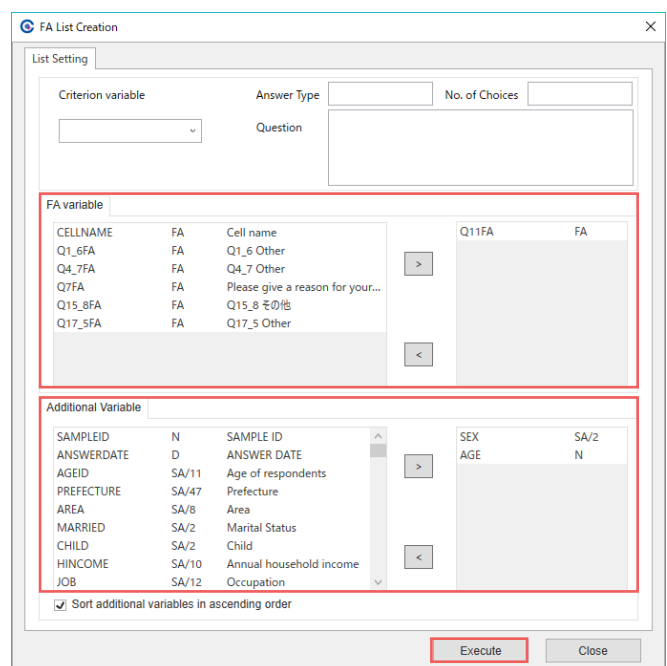 FA List Creation
List Setting
Criterion variable Answer Type No. of Choices
Question
FA variable
CELLNAME FA Cell name
Q1_6FA FA Q1_6 Other
Q4_7FA FA Q4_7 Other
Q7FA FA Please give a reason for your...
Q15_8FA FA Q15_8 その他
Q17_5FA FA Q17_5 Other
>
<
Q11FA FA
Additional Variable
SAMPLEID N SAMPLE ID
ANSWERDATE D ANSWER DATE
AGEID SA/11 Age of respondents
PREFECTURE SA/47 Prefecture
AREA SA/8 Area
MARRIED SA/2 Marital Status
CHILD SA/2 Child
HINCOME SA/10 Annual household income
JOB SA/12 Occupation
>
<
SEX SA/2
AGE N
Sort additional variables in ascending order
Execute Close